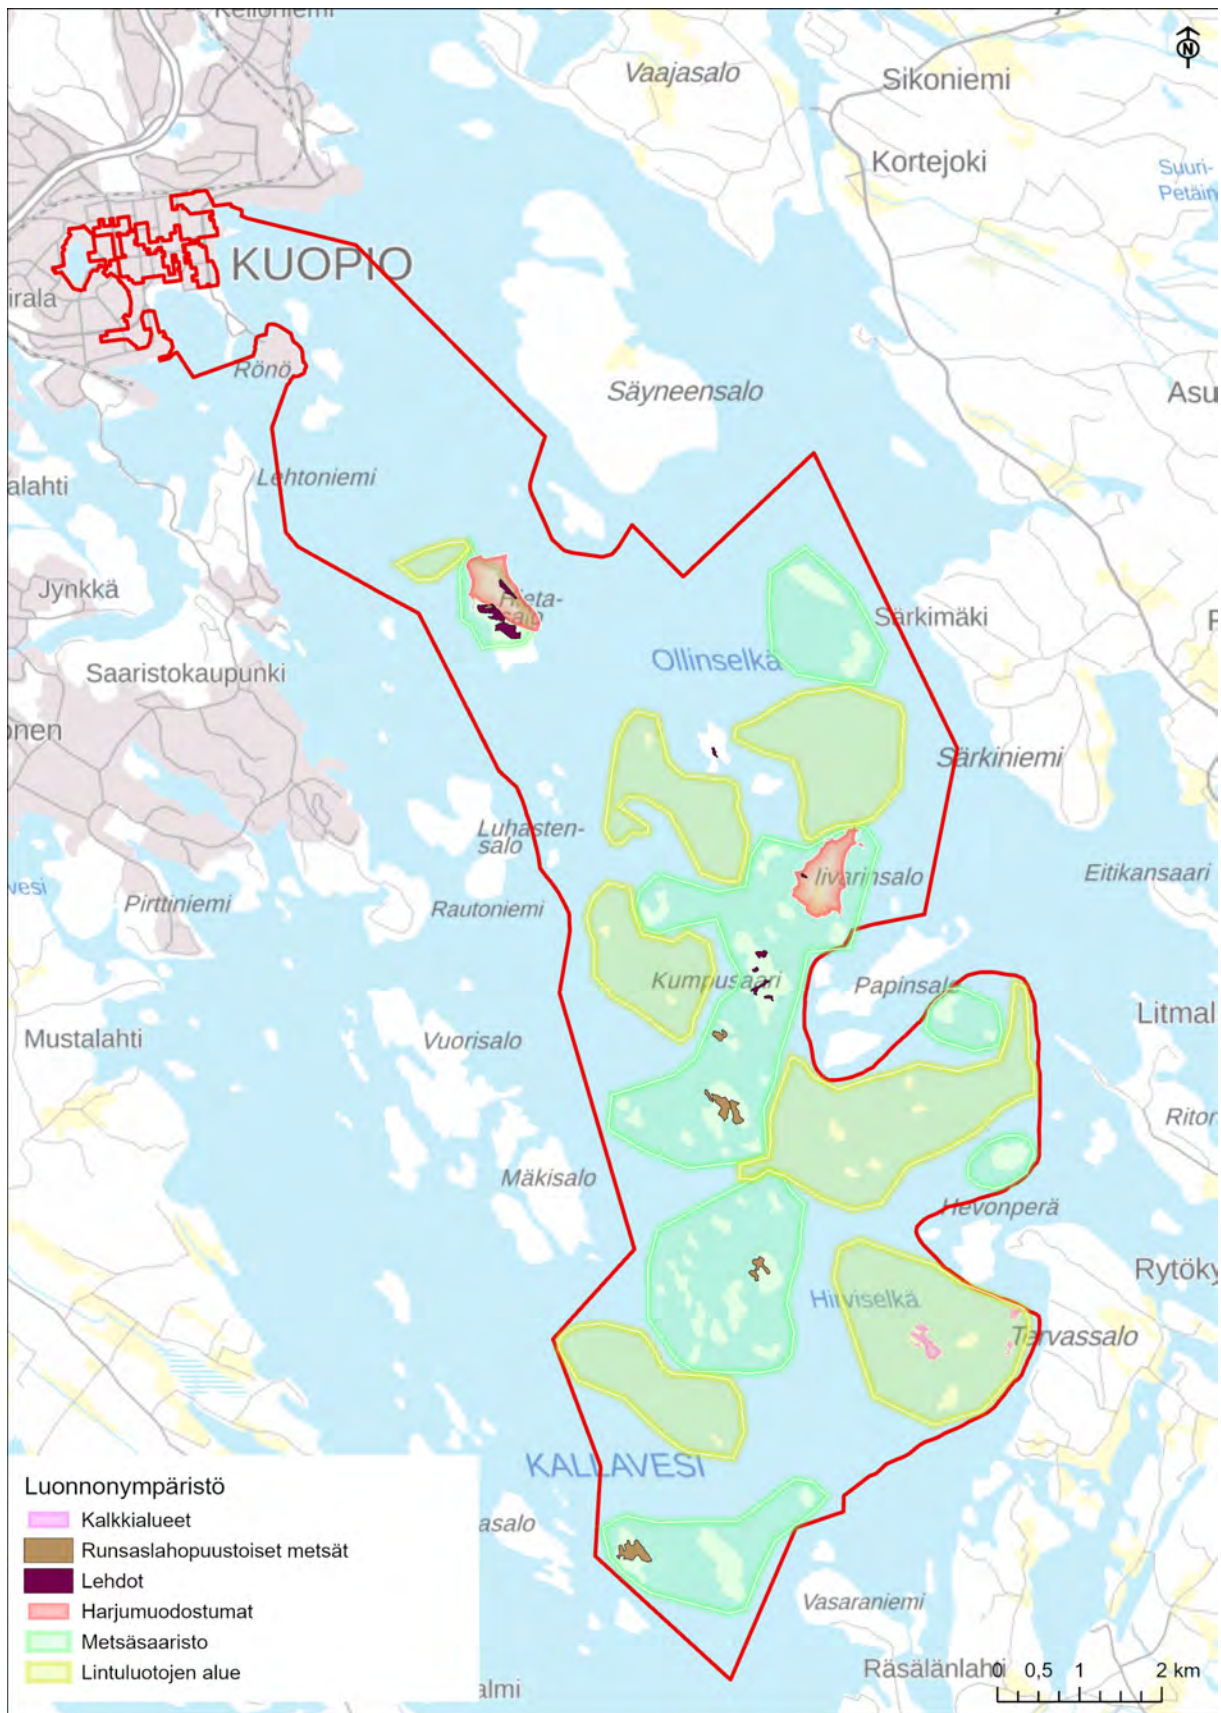 Kelloniemi
Vaajasalo
Sikoniemi
N
Kortejoki
Suuri-
Petäin
KUOPIO
irala
Rönö
Säyneensalo
Asu
alahti
Lehtoniemi
Jynkkä
Hieta-
salo
Särkimäki
Saaristokaupunki
Ollinselkä
onen
Särkiniemi
Luhasten-
salo
Iivarinsalo
Eitikansaari
vesi
Pirttiniemi
Rautoniemi
Kumpusaari
Papinsalo
Litmal
Mustalahti
Vuorisalo
Ritor
Mäkisalo
Hevonperä
Rytöky
Hirviselkä
Tervassalo
KALLAVESI
Luonnonympäristö
Kalkkialueet
Runsaslahopuustoiset metsät
Lehdot
Harjumuodostumat
Metsäsaaristo
Lintuluotojen alue
asalo
Vasaraniemi
Räsälänlahti
almi
0 0,5 1 2 km